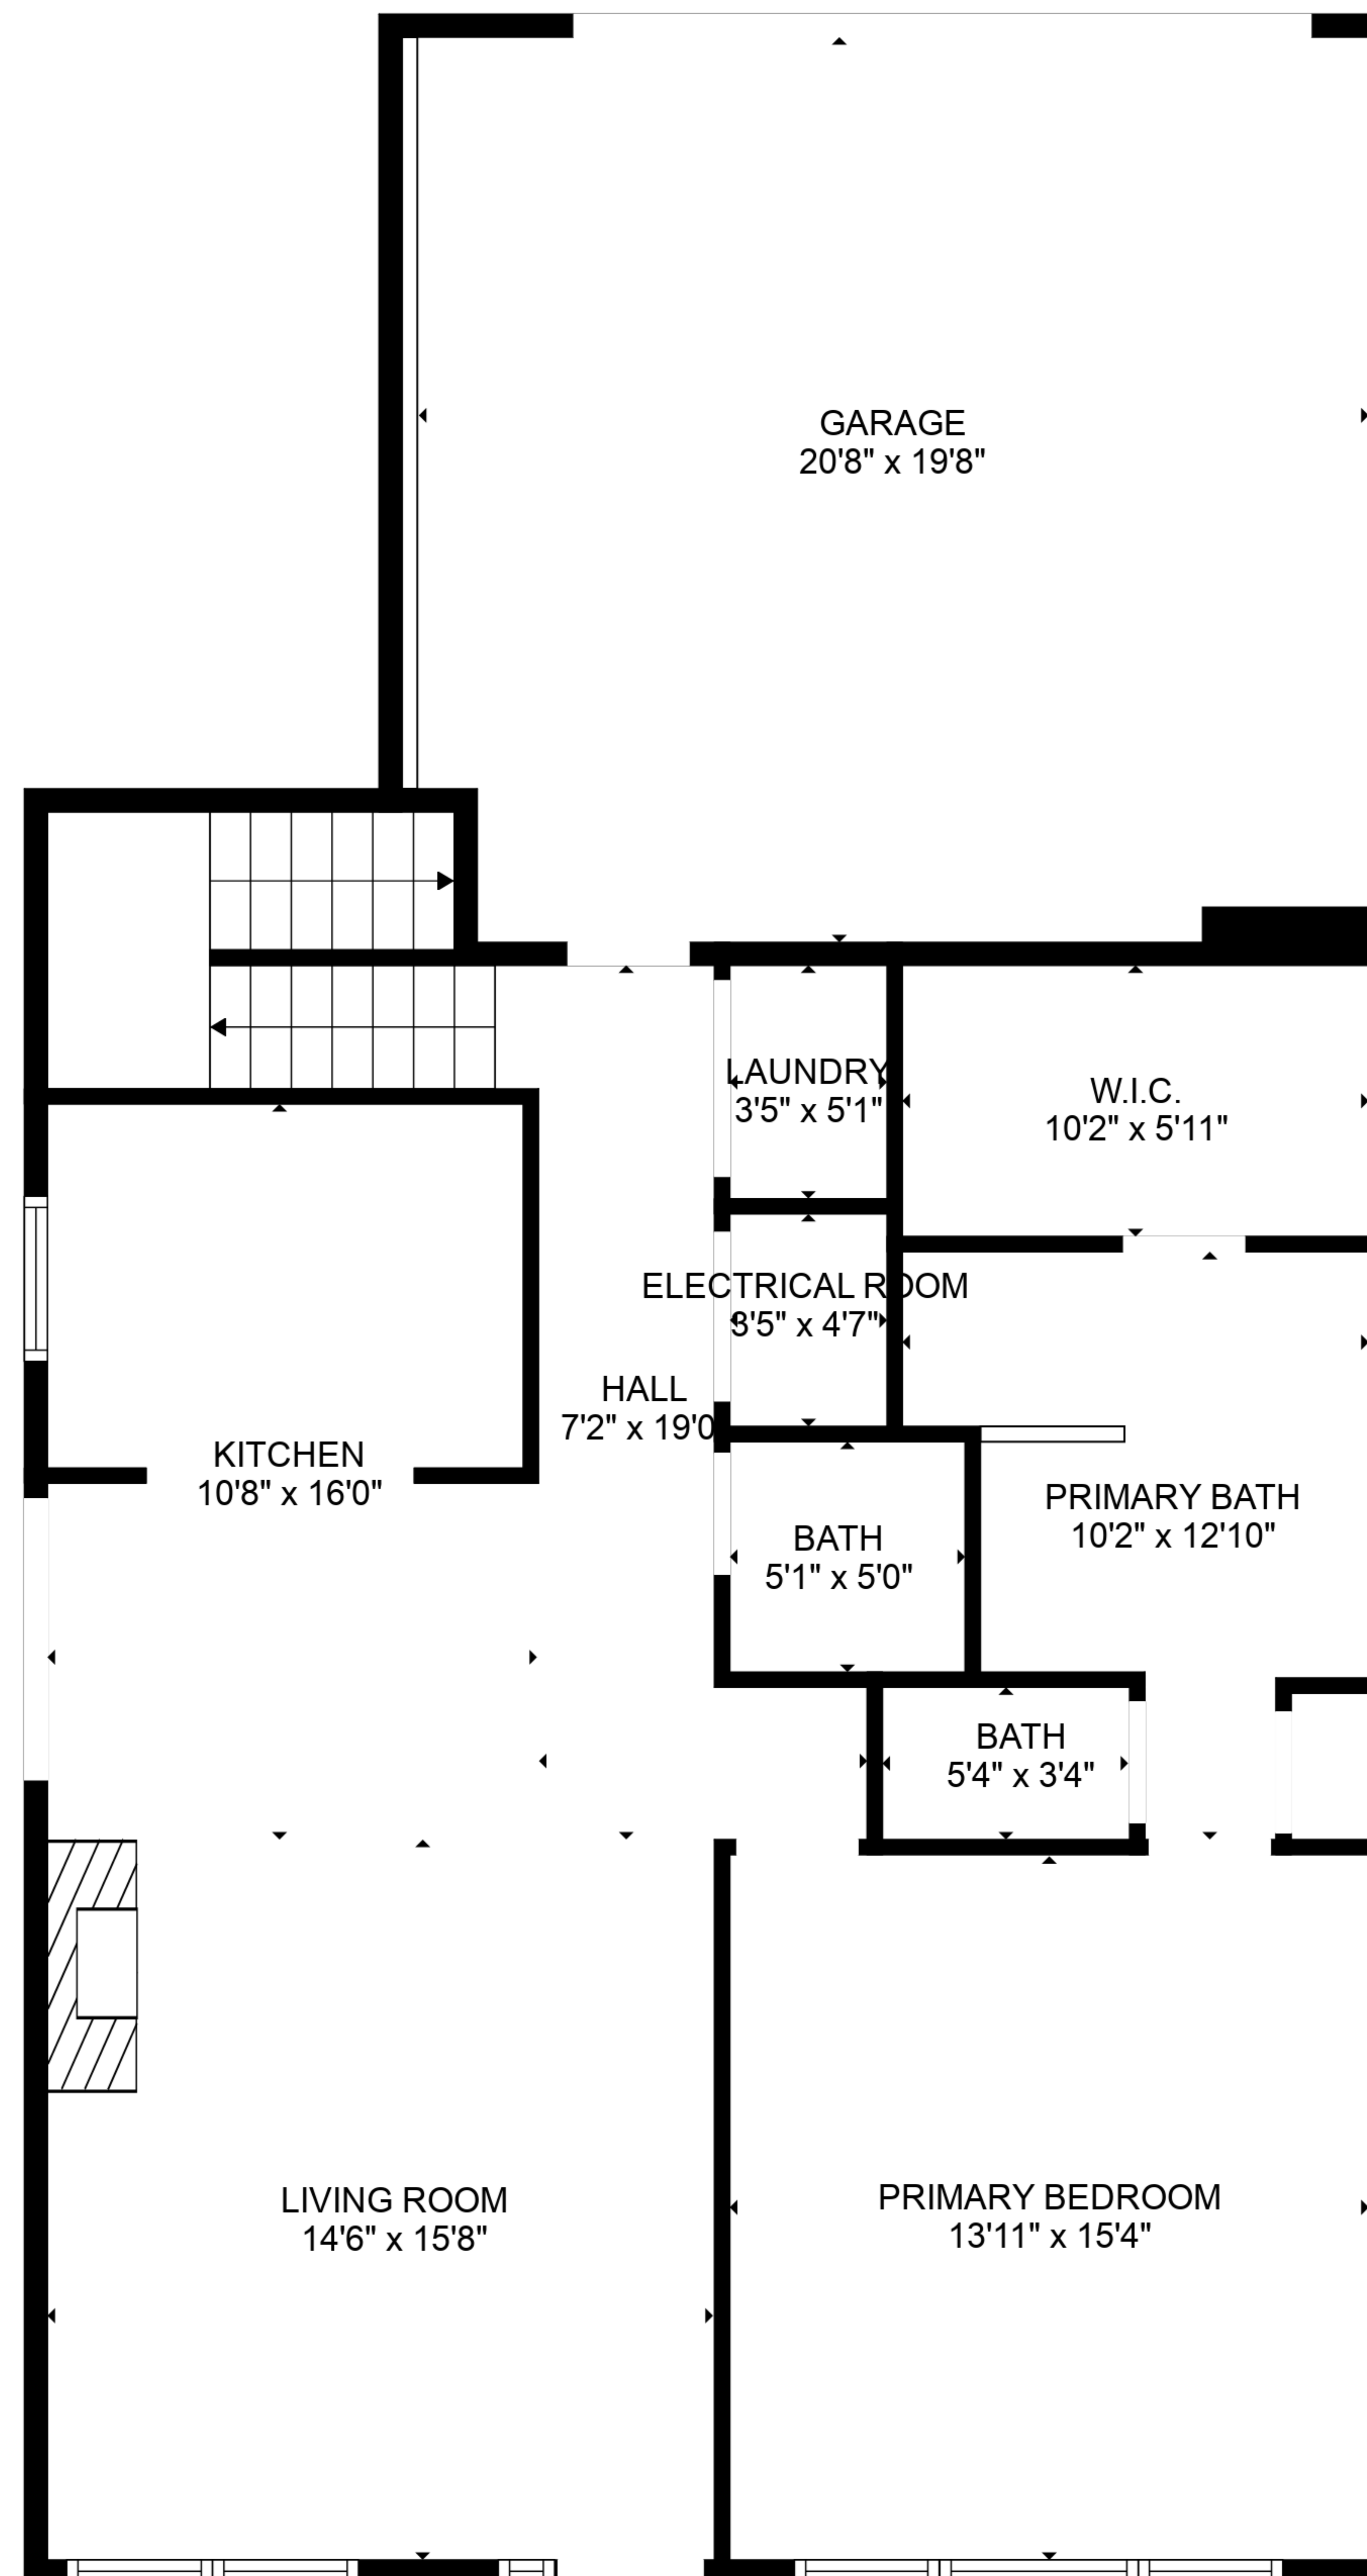 GARAGE
20'8" x 19'8"
LAUNDRY
3'5" x 5'1"
W.I.C.
10'2" x 5'11"
ELECTRICAL ROOM
3'5" x 4'7"
HALL
7'2" x 19'0
KITCHEN
10'8" x 16'0"
PRIMARY BATH
10'2" x 12'10"
BATH
5'1" x 5'0"
BATH
5'4" x 3'4"
LIVING ROOM
14'6" x 15'8"
PRIMARY BEDROOM
13'11" x 15'4"